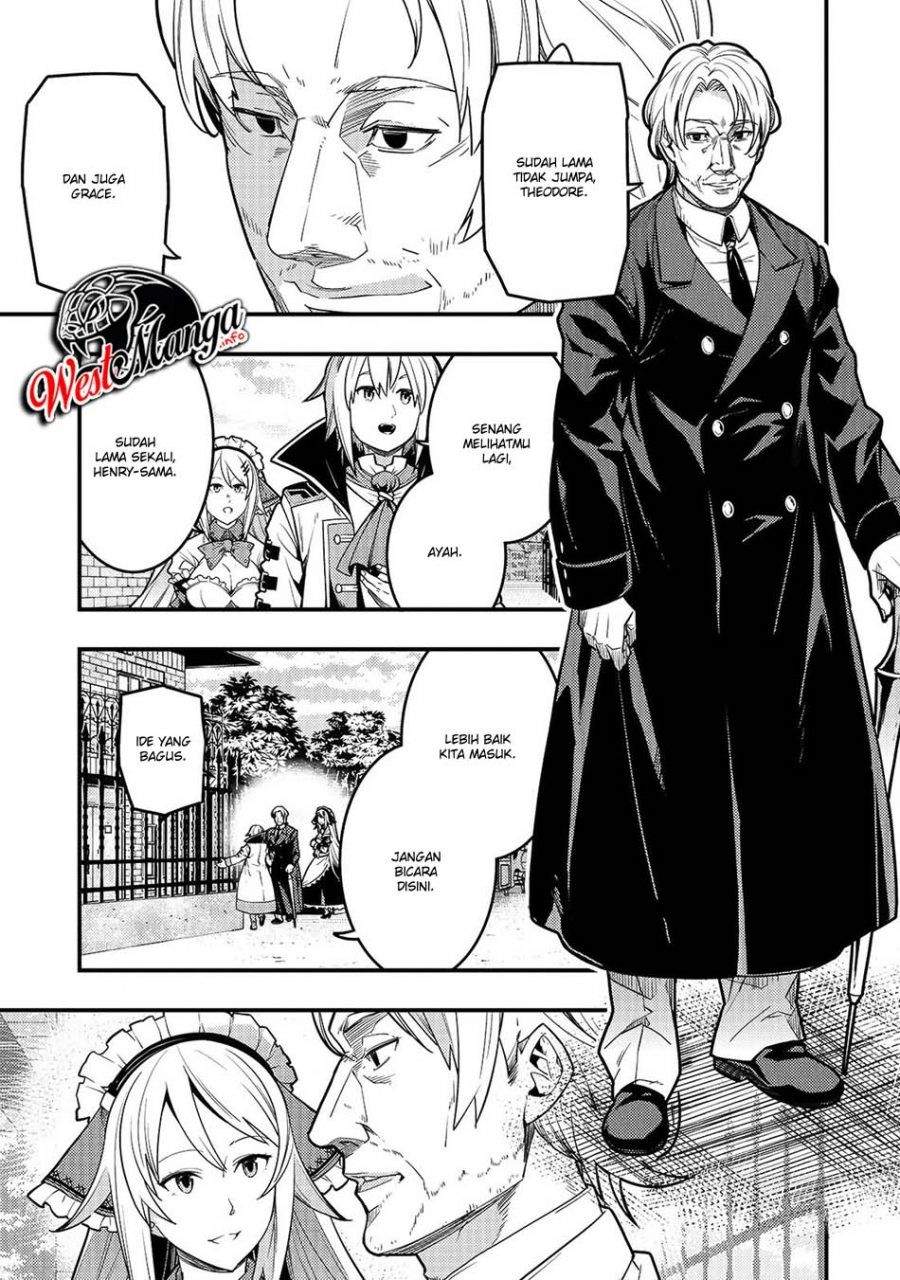 SUDAH LAMA
TIDAK JUMPA,
THEODORE.
DAN JUGA
GRACE.
WestManga
.info
SENANG
MELIHATMU
LAGI,
AYAH.
SUDAH
LAMA SEKALI,
HENRY-SAMA.
LEBIH BAIK
KITA MASUK.
JANGAN
BICARA
DISINI.
IDE YANG
BAGUS.